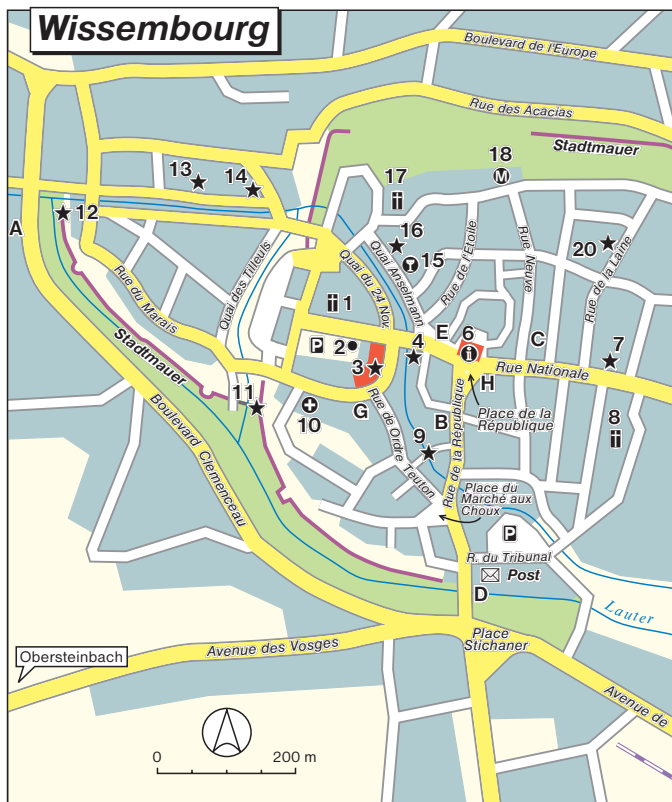 Wissembourg
Boulevard de l'Europe
Rue des Acacias
Stadtmauer
18
M
17
13
14
12
16
15
20
A
Rue du Marais
Quai des Tilleuls
Quai du 24 Nov.
Quai Anselmann
Rue de l'Etoile
Rue Neuve
Rue de la Laine
1
E
6
i
C
7
P
2
4
3
H
Rue Nationale
Stadtmauer
11
10
G
B
Place de la
République
8
9
Rue de Ordre Teuton
Rue de la République
Boulevard Clemenceau
Place du
Marché aux
Choux
P
R. du Tribunal
Post
D
Lauter
Avenue des Vosges
Place
Stichaner
Obersteinbach
Avenue de
0
200 m